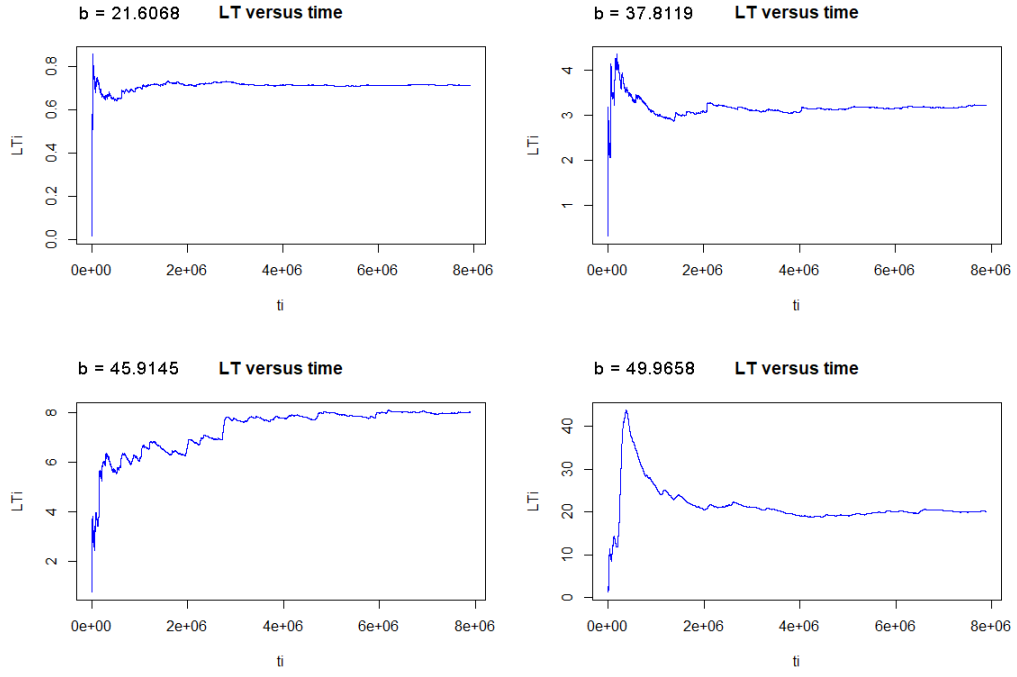 b = 21.6068 LT versus time
LTi
0.0 0.2 0.4 0.6 0.8
0e+00 2e+06 4e+06 6e+06 8e+06
ti
b = 37.8119 LT versus time
LTi
1 2 3 4
0e+00 2e+06 4e+06 6e+06 8e+06
ti
b = 45.9145 LT versus time
LTi
2 4 6 8
0e+00 2e+06 4e+06 6e+06 8e+06
ti
b = 49.9658 LT versus time
LTi
0 10 20 30 40
0e+00 2e+06 4e+06 6e+06 8e+06
ti